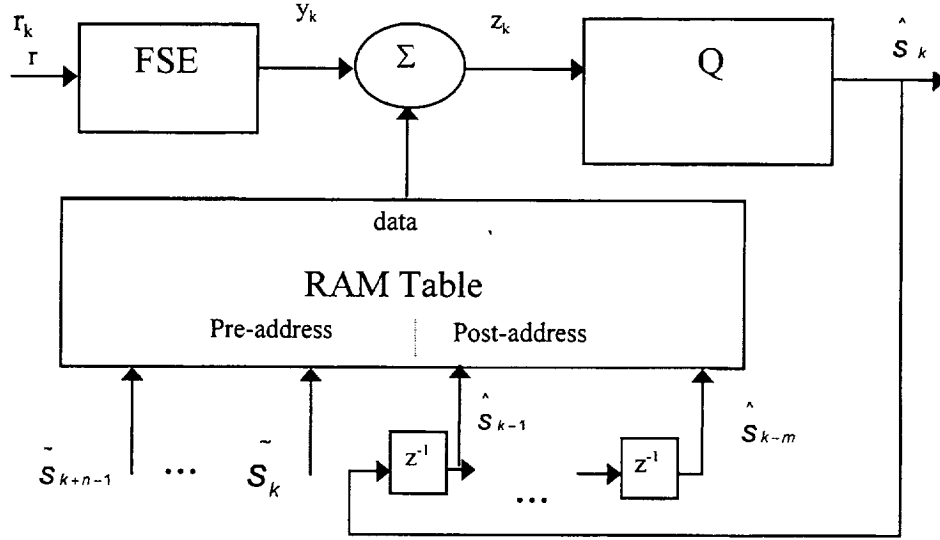 r_k
r
FSE
y_k
Σ
z_k
Q
ŝ_k
data
RAM Table
Pre-address
Post-address
s̃_{k+n-1}
...
s̃_k
z⁻¹
ŝ_{k-1}
...
z⁻¹
ŝ_{k-m}